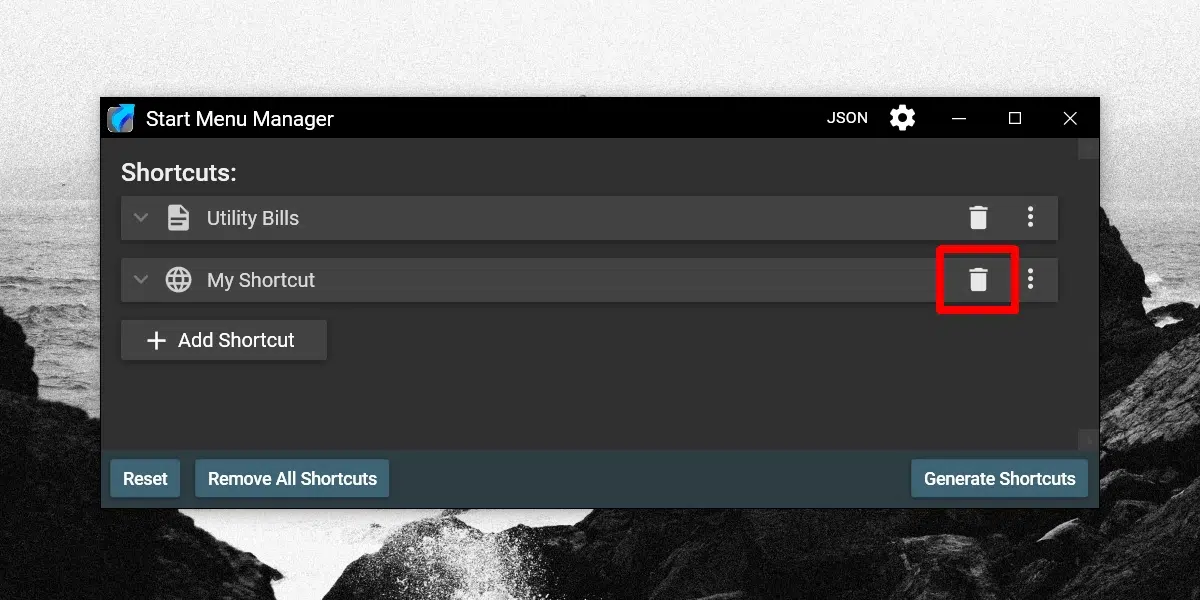 Start Menu Manager JSON
Shortcuts:
Utility Bills
My Shortcut
Add Shortcut
Reset Remove All Shortcuts Generate Shortcuts